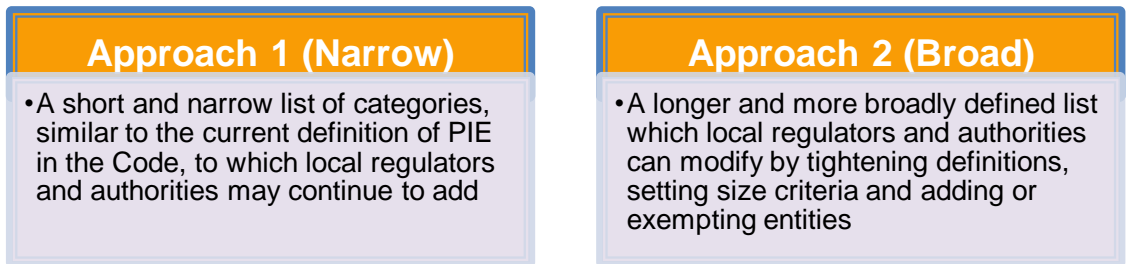 Approach 1 (Narrow)
•A short and narrow list of categories,
similar to the current definition of PIE
in the Code, to which local regulators
and authorities may continue to add
Approach 2 (Broad)
•A longer and more broadly defined list
which local regulators and authorities
can modify by tightening definitions,
setting size criteria and adding or
exempting entities